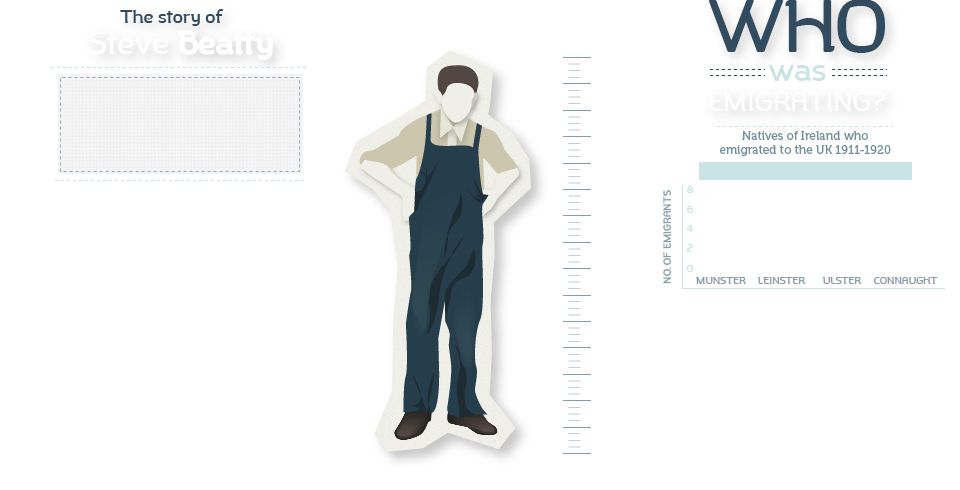 The story of
Steve Beatty
WHO
was
EMIGRATING?
Natives of Ireland who
emigrated to the UK 1911-1920
NO. OF EMIGRANTS
8
6
4
2
0
MUNSTER LEINSTER ULSTER CONNAUGHT